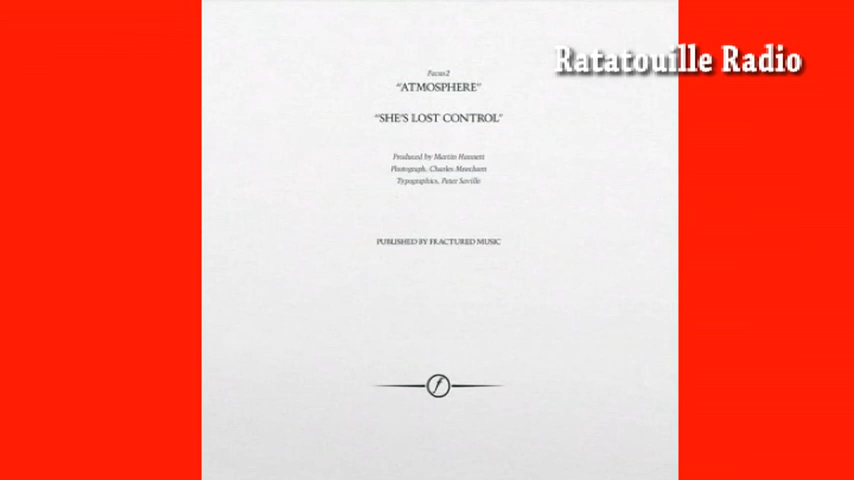 Ratatouille Radio
Facus2
“ATMOSPHERE”
“SHE'S LOST CONTROL”
Produced by Martin Hannett
Photograph, Charles Meecham
Typographics, Peter Saville
PUBLISHED BY FRACTURED MUSIC
f